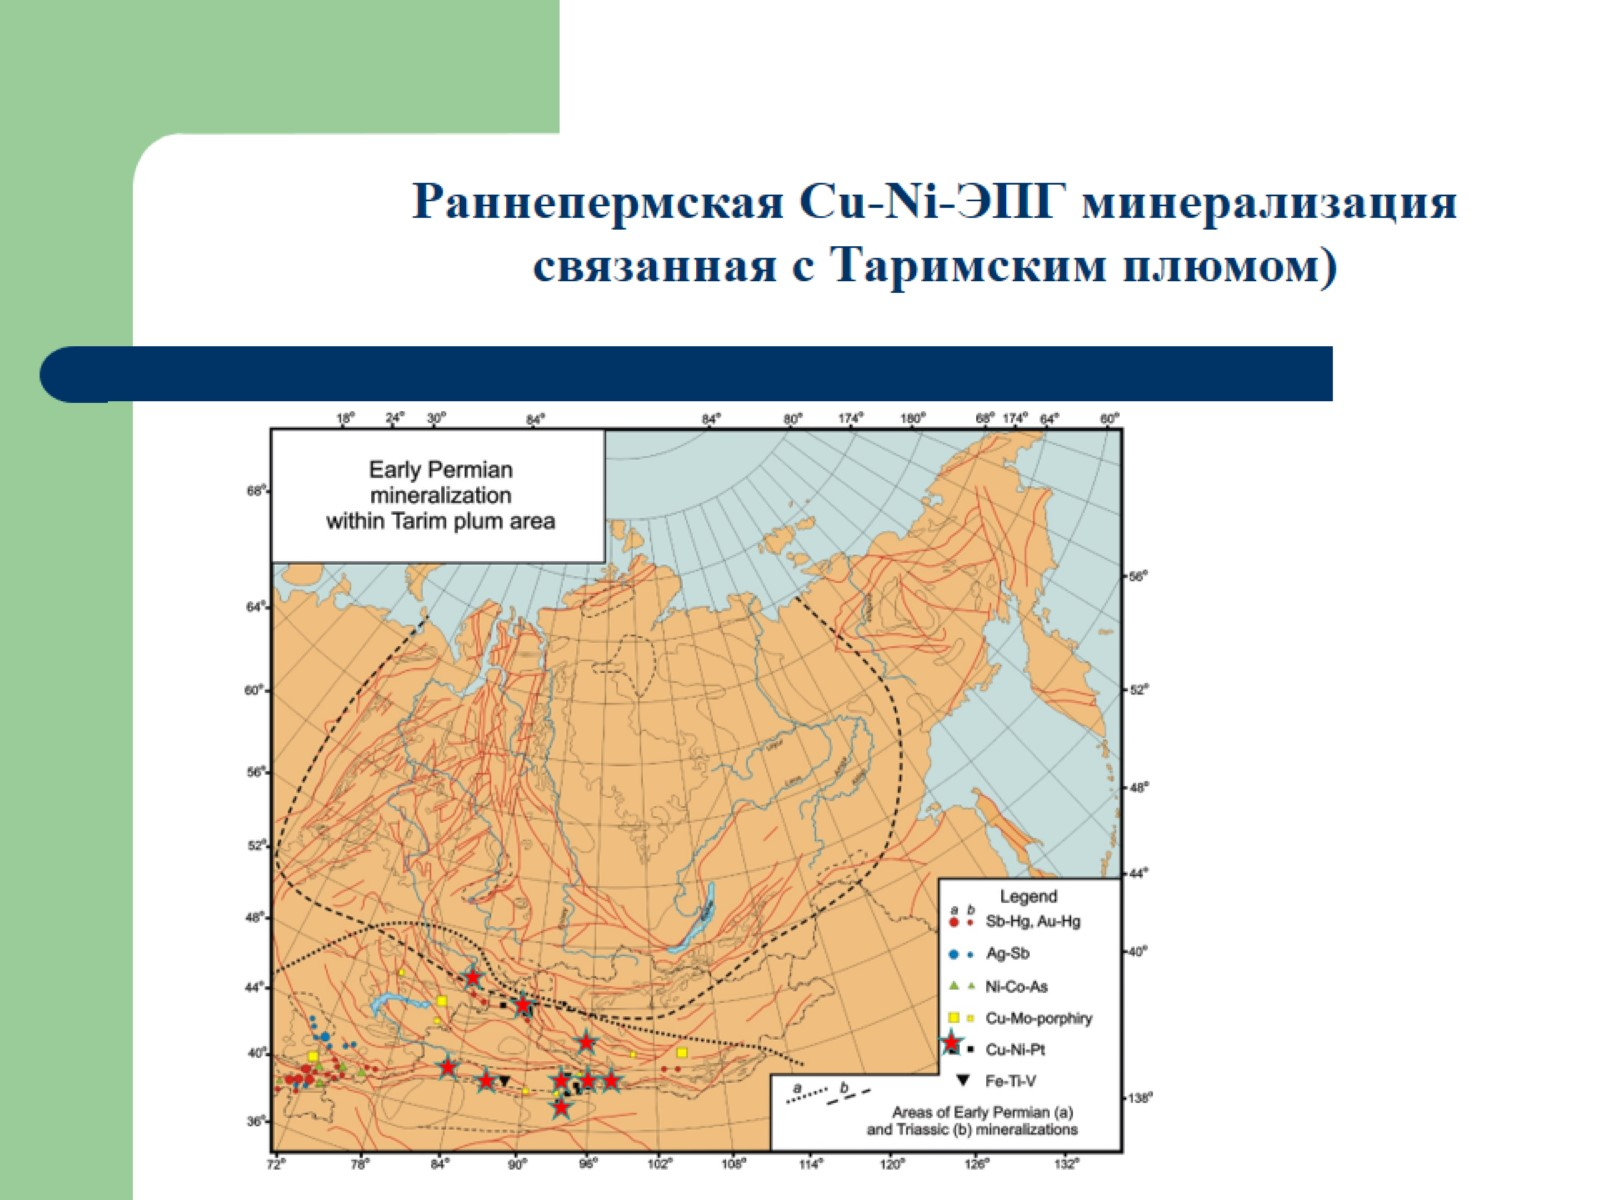 Раннепермская Cu-Ni-ЭПГ минерализация
связанная с Таримским плюмом)
18° 24° 30° 84° 84° 80° 174° 180° 68° 174° 64° 60°
Early Permian
mineralization
within Tarim plum area
68°
64°
60°
56°
52°
48°
44°
40°
36°
56°
52°
48°
44°
40°
138°
Lena
Legend
a b
Sb-Hg, Au-Hg
Ag-Sb
Ni-Co-As
Cu-Mo-porphiry
Cu-Ni-Pt
Fe-Ti-V
a b
Areas of Early Permian (a)
and Triassic (b) mineralizations
72° 78° 84° 90° 96° 102° 108° 114° 120° 126° 132°